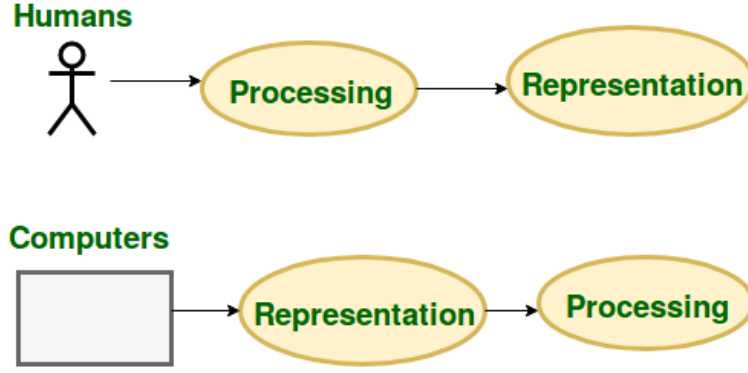 Humans
Processing
Representation
Computers
Representation
Processing